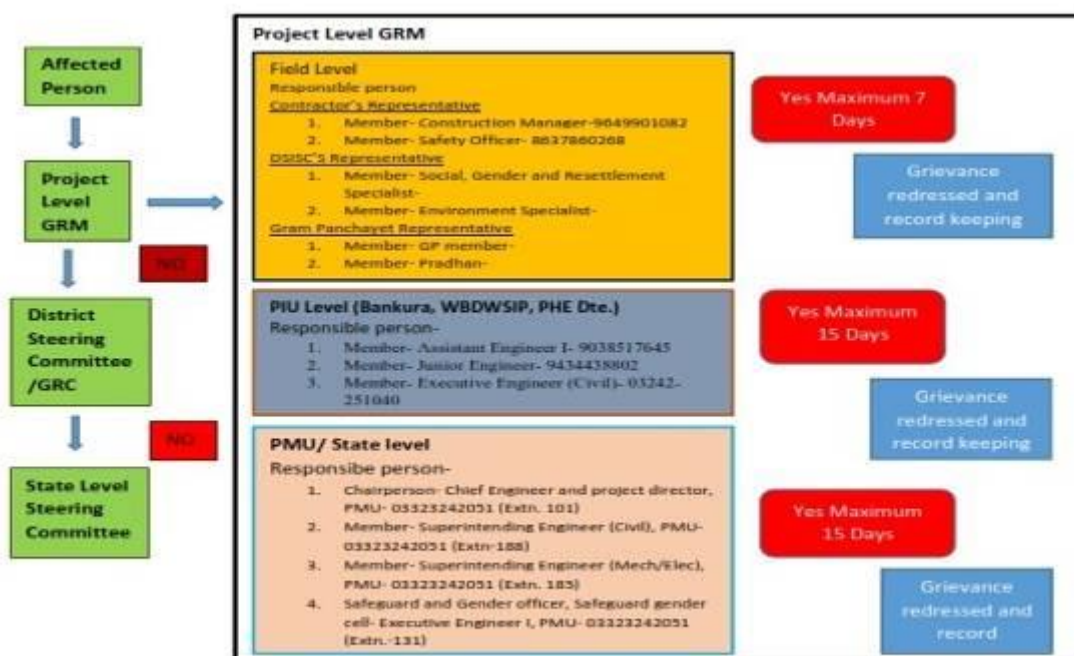 Affected
Person
Project
Level
GRM
NO
District
Steering
Committee
/GRC
NO
State Level
Steering
Committee
Project Level GRM
Field Level
Responsible person
Contractor's Representative
1. Member- Construction Manager-9649901082
2. Member- Safety Officer- 8637860268
DSISC'S Representative
1. Member- Social, Gender and Resettlement
Specialist-
2. Member- Environment Specialist-
Gram Panchayet Representative
1. Member- GP member-
2. Member- Pradhan-
Yes Maximum 7
Days
Grievance
redressed and
record keeping
PIU Level (Bankura, WBDWSIP, PHE Dte.)
Responsible person-
1. Member- Assistant Engineer I- 9038517645
2. Member- Junior Engineer- 9434438802
3. Member- Executive Engineer (Civil)- 03242-
251040
Yes Maximum
15 Days
Grievance
redressed and
record keeping
PMU/ State level
Responsibe person-
1. Chairperson- Chief Engineer and project director,
PMU- 03323242051 (Extn. 101)
2. Member- Superintending Engineer (Civil), PMU-
03323242051 (Extn-188)
3. Member- Superintending Engineer (Mech/Elec),
PMU- 03323242051 (Extn. 185)
4. Safeguard and Gender officer, Safeguard gender
cell- Executive Engineer I, PMU- 03323242051
(Extn.-131)
Yes Maximum
15 Days
Grievance
redressed and
record